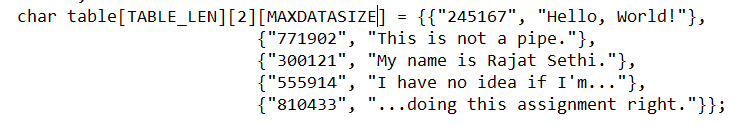 char table[TABLE_LEN][2][MAXDATASIZE] = {{"245167", "Hello, World!"},
{"771902", "This is not a pipe."},
{"300121", "My name is Rajat Sethi."},
{"555914", "I have no idea if I'm..."},
{"810433", "...doing this assignment right."}};